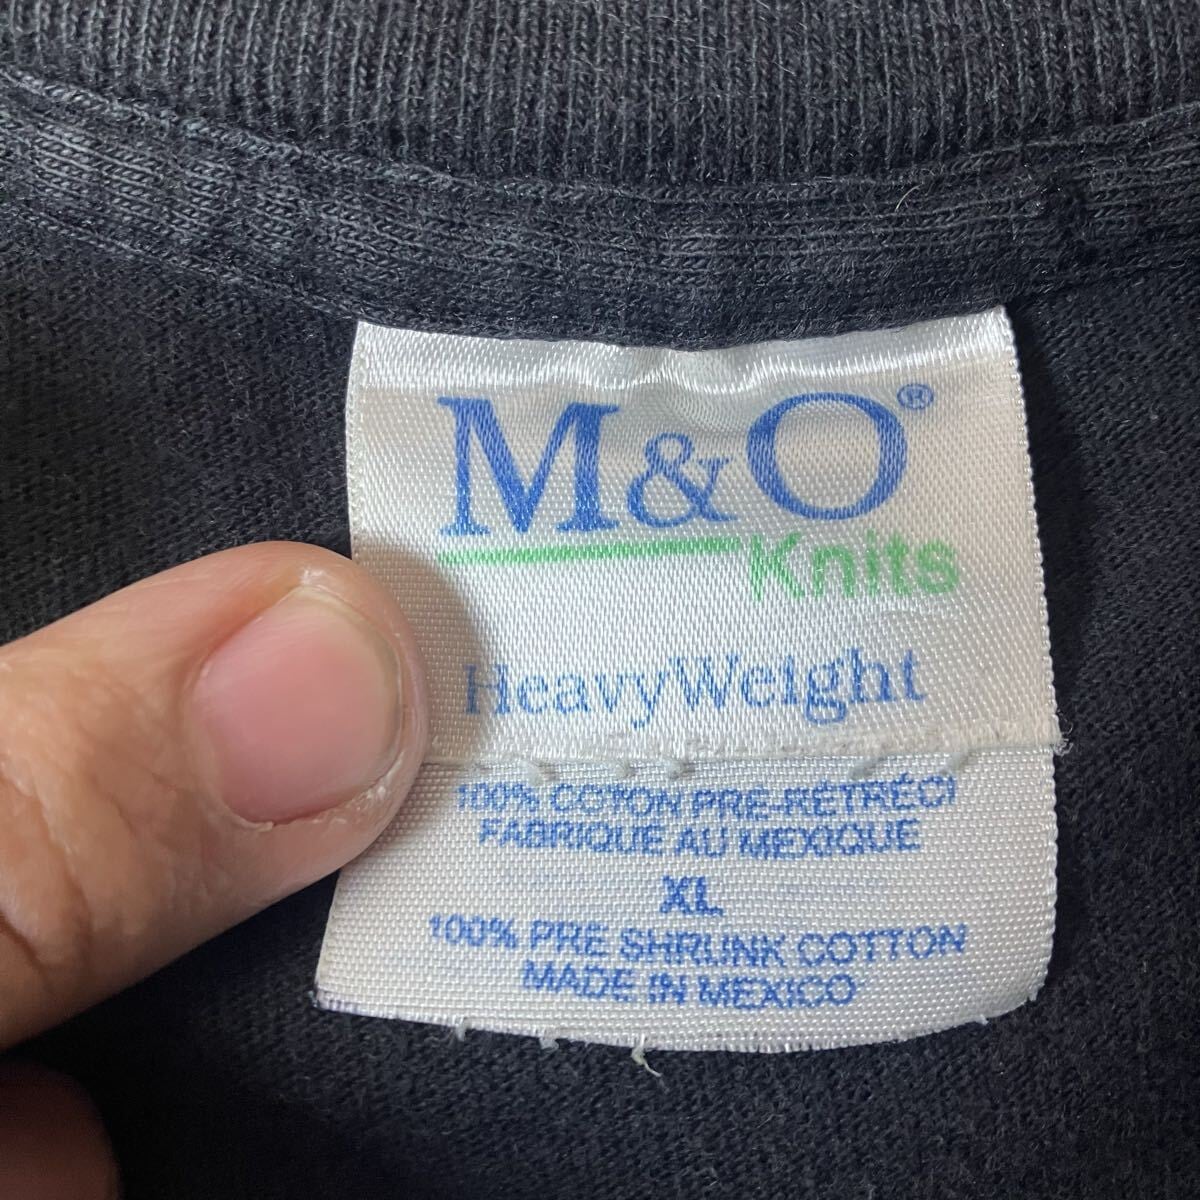 M&O®
Knits
HeavyWeight
100% COTON PRE-RÉTRÉCI
FABRIQUE AU MEXIQUE
XL
100% PRE SHRUNK COTTON
MADE IN MEXICO